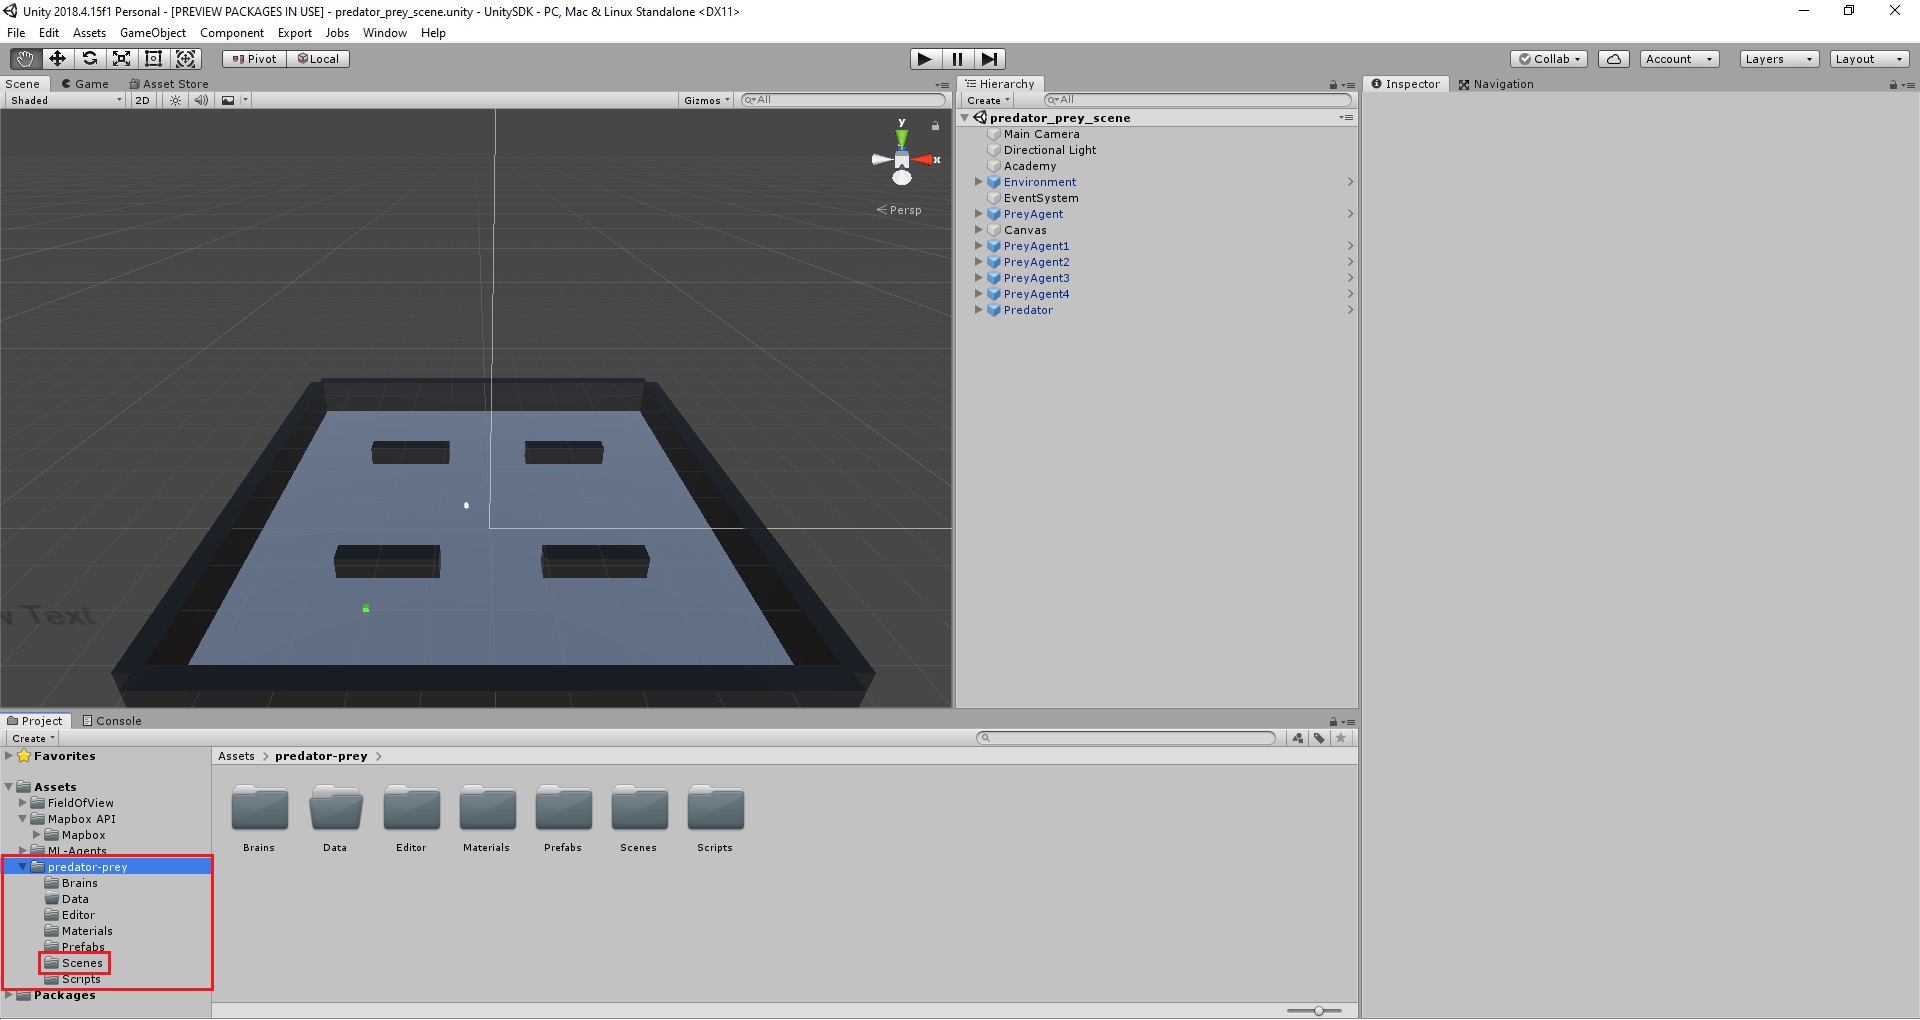 Unity 2018.4.15f1 Personal - [PREVIEW PACKAGES IN USE] - predator_prey_scene.unity - UnitySDK - PC, Mac & Linux Standalone <DX11>
File Edit Assets GameObject Component Export Jobs Window Help
Pivot Local Collab Account Layers Layout
Scene Game Asset Store
Shaded 2D Gizmos All
y
x
Persp
w Text
Hierarchy
Create All
predator_prey_scene
Main Camera
Directional Light
Academy
Environment
EventSystem
PreyAgent
Canvas
PreyAgent1
PreyAgent2
PreyAgent3
PreyAgent4
Predator
Inspector Navigation
Project Console
Create
Favorites
Assets
FieldOfView
Mapbox API
Mapbox
ML-Agents
predator-prey
Brains
Data
Editor
Materials
Prefabs
Scenes
Scripts
Packages
Assets > predator-prey >
Brains Data Editor Materials Prefabs Scenes Scripts